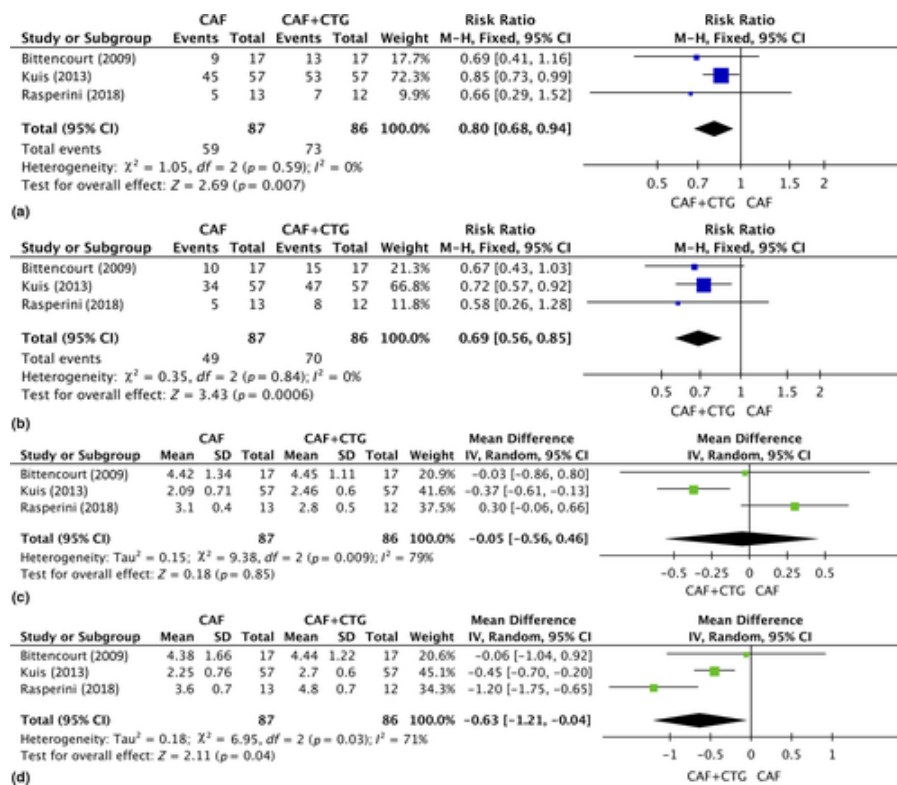 CAF CAF+CTG Risk Ratio Risk Ratio
Study or Subgroup Events Total Events Total Weight M-H, Fixed, 95% CI M-H, Fixed, 95% CI
Bittencourt (2009) 9 17 13 17 17.7% 0.69 [0.41, 1.16]
Kuis (2013) 45 57 53 57 72.3% 0.85 [0.73, 0.99]
Rasperini (2018) 5 13 7 12 9.9% 0.66 [0.29, 1.52]
Total (95% CI) 87 86 100.0% 0.80 [0.68, 0.94]
Total events 59 73
Heterogeneity: χ² = 1.05, df = 2 (p = 0.59); I² = 0%
Test for overall effect: Z = 2.69 (p = 0.007)
0.5 0.7 1 1.5 2
CAF+CTG CAF
(a)
CAF CAF+CTG Risk Ratio Risk Ratio
Study or Subgroup Events Total Events Total Weight M-H, Fixed, 95% CI M-H, Fixed, 95% CI
Bittencourt (2009) 10 17 15 17 21.3% 0.67 [0.43, 1.03]
Kuis (2013) 34 57 47 57 66.8% 0.72 [0.57, 0.92]
Rasperini (2018) 5 13 8 12 11.8% 0.58 [0.26, 1.28]
Total (95% CI) 87 86 100.0% 0.69 [0.56, 0.85]
Total events 49 70
Heterogeneity: χ² = 0.35, df = 2 (p = 0.84); I² = 0%
Test for overall effect: Z = 3.43 (p = 0.0006)
0.5 0.7 1 1.5 2
CAF+CTG CAF
(b)
CAF CAF+CTG Mean Difference Mean Difference
Study or Subgroup Mean SD Total Mean SD Total Weight IV, Random, 95% CI IV, Random, 95% CI
Bittencourt (2009) 4.42 1.34 17 4.45 1.11 17 20.9% -0.03 [-0.86, 0.80]
Kuis (2013) 2.09 0.71 57 2.46 0.6 57 41.6% -0.37 [-0.61, -0.13]
Rasperini (2018) 3.1 0.4 13 2.8 0.5 12 37.5% 0.30 [-0.06, 0.66]
Total (95% CI) 87 86 100.0% -0.05 [-0.56, 0.46]
Heterogeneity: Tau² = 0.15; χ² = 9.38, df = 2 (p = 0.009); I² = 79%
Test for overall effect: Z = 0.18 (p = 0.85)
-0.5 -0.25 0 0.25 0.5
CAF+CTG CAF
(c)
CAF CAF+CTG Mean Difference Mean Difference
Study or Subgroup Mean SD Total Mean SD Total Weight IV, Random, 95% CI IV, Random, 95% CI
Bittencourt (2009) 4.38 1.66 17 4.44 1.22 17 20.6% -0.06 [-1.04, 0.92]
Kuis (2013) 2.25 0.76 57 2.7 0.6 57 45.1% -0.45 [-0.70, -0.20]
Rasperini (2018) 3.6 0.7 13 4.8 0.7 12 34.3% -1.20 [-1.75, -0.65]
Total (95% CI) 87 86 100.0% -0.63 [-1.21, -0.04]
Heterogeneity: Tau² = 0.18; χ² = 6.95, df = 2 (p = 0.03); I² = 71%
Test for overall effect: Z = 2.11 (p = 0.04)
-1 -0.5 0 0.5 1
CAF+CTG CAF
(d)